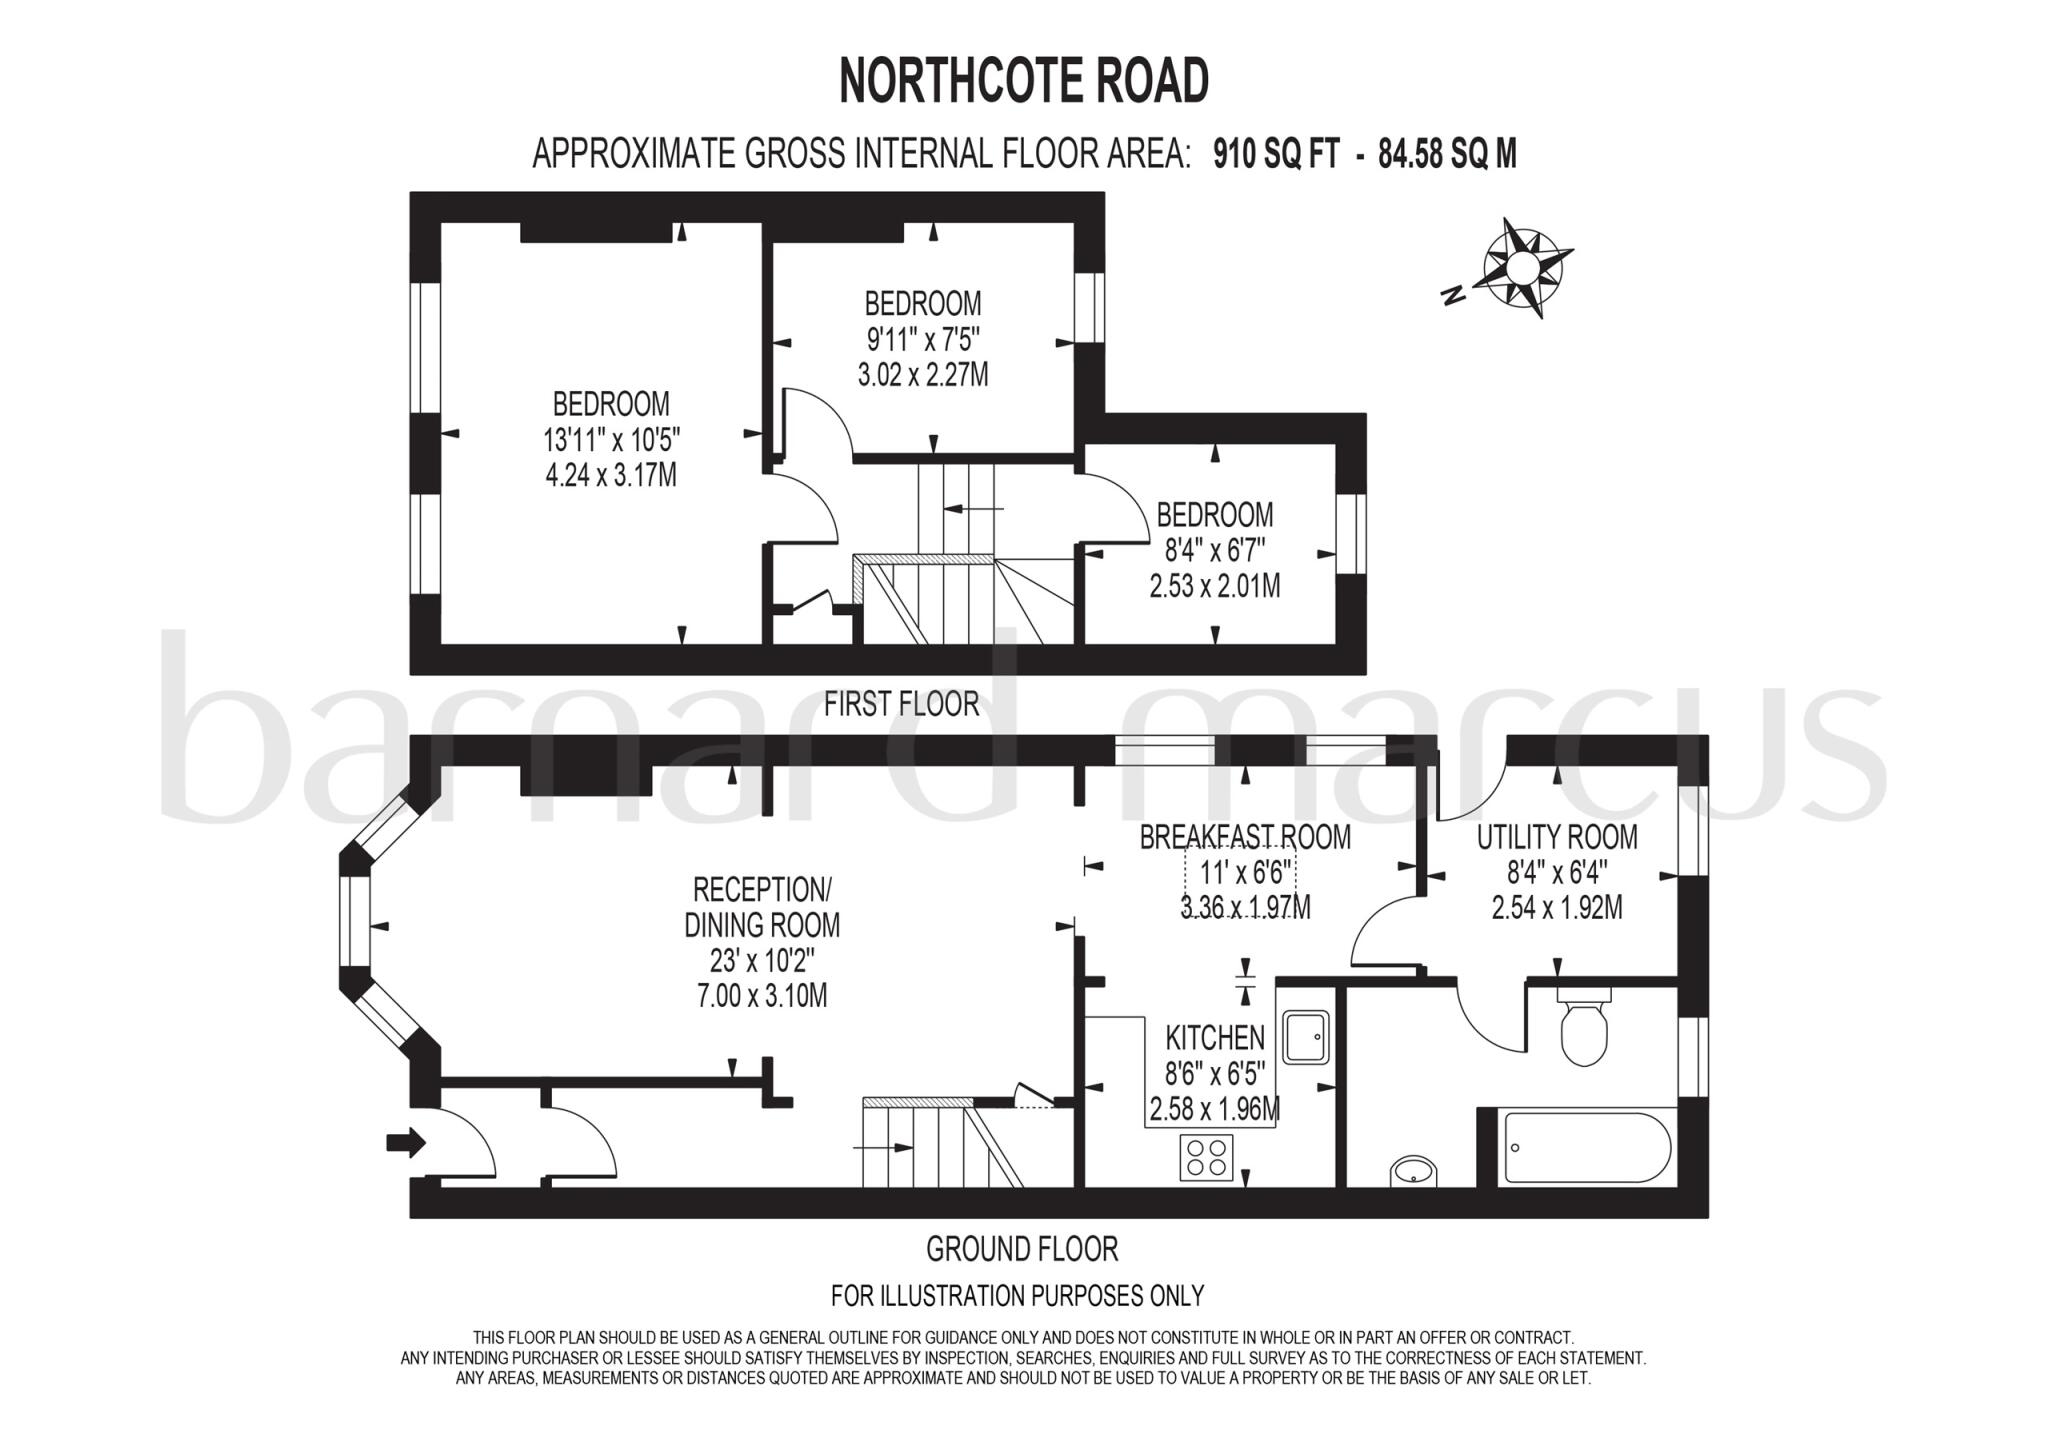 NORTHCOTE ROAD
APPROXIMATE GROSS INTERNAL FLOOR AREA: 910 SQ FT - 84.58 SQ M
N
BEDROOM
9'11" x 7'5"
3.02 x 2.27M
BEDROOM
13'11" x 10'5"
4.24 x 3.17M
BEDROOM
8'4" x 6'7"
2.53 x 2.01M
FIRST FLOOR
barnard marcus
BREAKFAST ROOM
11' x 6'6"
3.36 x 1.97M
UTILITY ROOM
8'4" x 6'4"
2.54 x 1.92M
RECEPTION/
DINING ROOM
23' x 10'2"
7.00 x 3.10M
KITCHEN
8'6" x 6'5"
2.58 x 1.96M
GROUND FLOOR
FOR ILLUSTRATION PURPOSES ONLY
THIS FLOOR PLAN SHOULD BE USED AS A GENERAL OUTLINE FOR GUIDANCE ONLY AND DOES NOT CONSTITUTE IN WHOLE OR IN PART AN OFFER OR CONTRACT.
ANY INTENDING PURCHASER OR LESSEE SHOULD SATISFY THEMSELVES BY INSPECTION, SEARCHES, ENQUIRIES AND FULL SURVEY AS TO THE CORRECTNESS OF EACH STATEMENT.
ANY AREAS, MEASUREMENTS OR DISTANCES QUOTED ARE APPROXIMATE AND SHOULD NOT BE USED TO VALUE A PROPERTY OR BE THE BASIS OF ANY SALE OR LET.